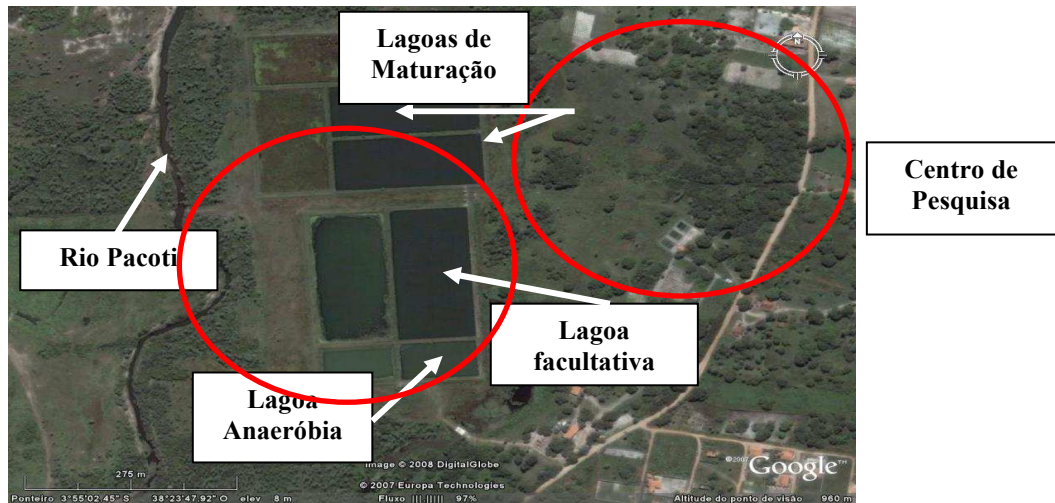 Lagoas de
Maturação
N
Centro de
Pesquisa
Rio Pacoti
Lagoa
facultativa
Lagoa
Anaeróbia
Image © 2008 DigitalGlobe
© 2007 Europa Technologies
© 2007 Google™
275 m
Ponteiro 3°55'02.45" S 38°23'47.92" O elev 8 m
Fluxo ||||||||| 97%
Altitude do ponto de visão 960 m